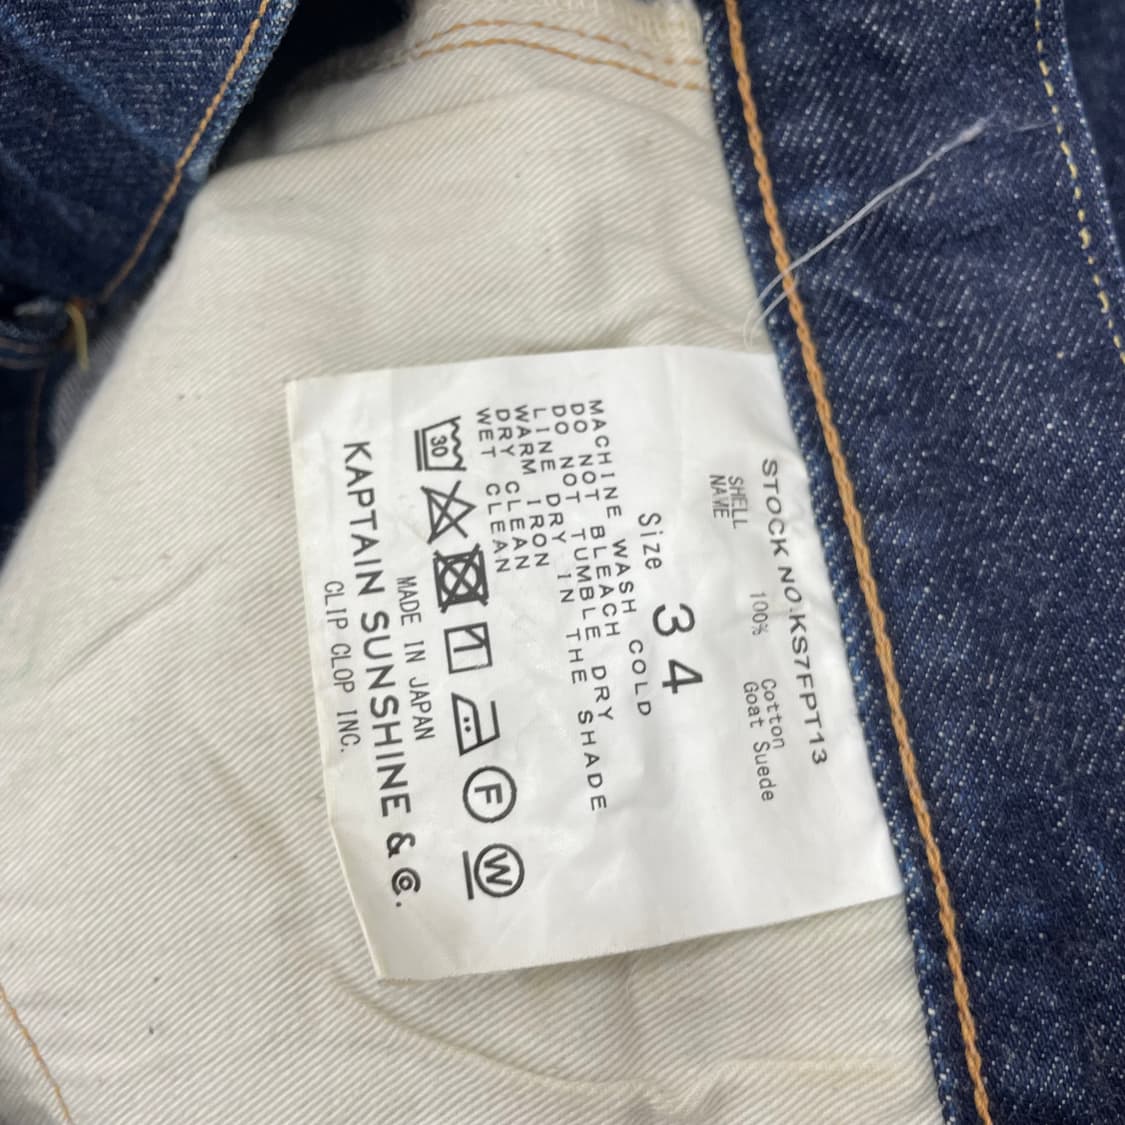 STOCK NO.KS7FPT13
SHELL 100% Cotton
NAME Goat Suede
Size 34
MACHINE WASH COLD
DO NOT BLEACH
DO NOT TUMBLE DRY
LINE DRY IN THE SHADE
WARM IRON
DRY CLEAN
WET CLEAN
30 F W
MADE IN JAPAN
KAPTAIN SUNSHINE & @.
CLIP CLOP INC.